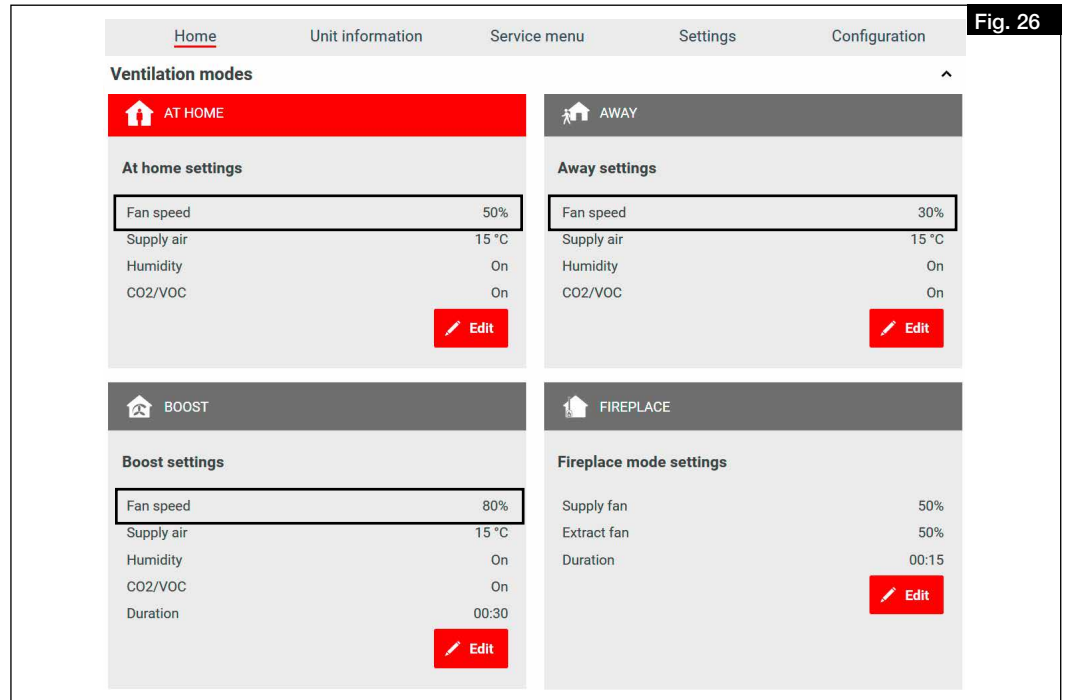 Fig. 26
Home Unit information Service menu Settings Configuration
Ventilation modes
AT HOME
At home settings
Fan speed 50%
Supply air 15 °C
Humidity On
CO2/VOC On
Edit
AWAY
Away settings
Fan speed 30%
Supply air 15 °C
Humidity On
CO2/VOC On
Edit
BOOST
Boost settings
Fan speed 80%
Supply air 15 °C
Humidity On
CO2/VOC On
Duration 00:30
Edit
FIREPLACE
Fireplace mode settings
Supply fan 50%
Extract fan 50%
Duration 00:15
Edit